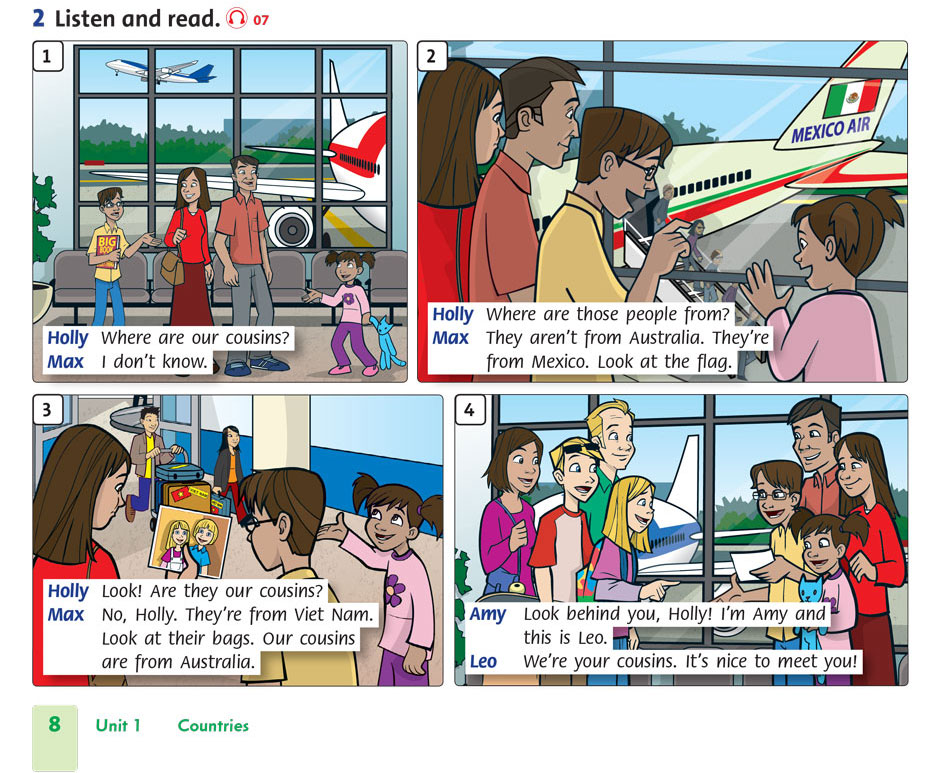 2 Listen and read. 07
1
BIG
BOOK
Holly Where are our cousins?
Max I don't know.
2
MEXICO AIR
Holly Where are those people from?
Max They aren't from Australia. They're
from Mexico. Look at the flag.
3
Holly Look! Are they our cousins?
Max No, Holly. They're from Viet Nam.
Look at their bags. Our cousins
are from Australia.
4
Amy Look behind you, Holly! I'm Amy and
this is Leo.
Leo We're your cousins. It's nice to meet you!
8 Unit 1 Countries